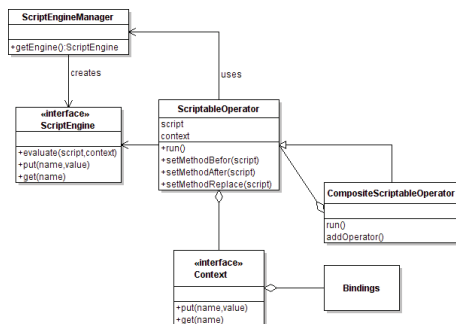 ScriptEngineManager
+getEngine():ScriptEngine
creates
uses
«interface»
ScriptEngine
+evaluate(script,context)
+put(name,value)
+get(name)
ScriptableOperator
script
context
+run()
+setMethodBefor(script)
+setMethodAfter(script)
+setMethodReplace(script)
CompositeScriptableOperator
run()
addOperator()
«interface»
Context
+put(name,value)
+get(name)
Bindings